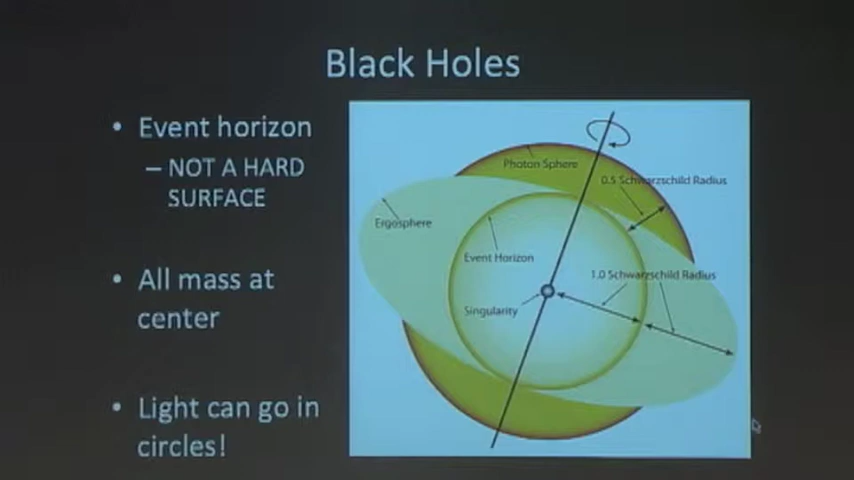 Black Holes
• Event horizon
– NOT A HARD
SURFACE
• All mass at
center
• Light can go in
circles!
Photon Sphere
0.5 Schwarzschild Radius
Ergosphere
Event Horizon
1.0 Schwarzschild Radius
Singularity